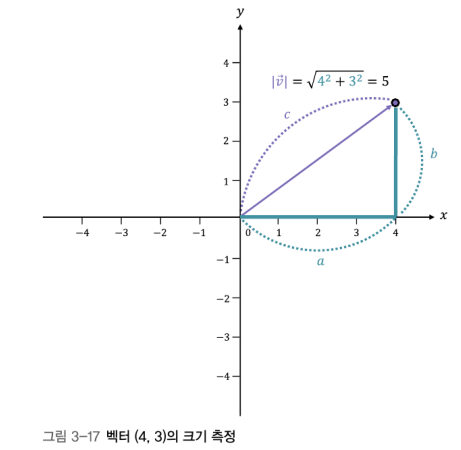 y
4
|v⃗| = √4² + 3² = 5
3
c
2
b
1
x
−4 −3 −2 −1 0 1 2 3 4
a
−1
−2
−3
−4
그림 3-17 벡터 (4, 3)의 크기 측정